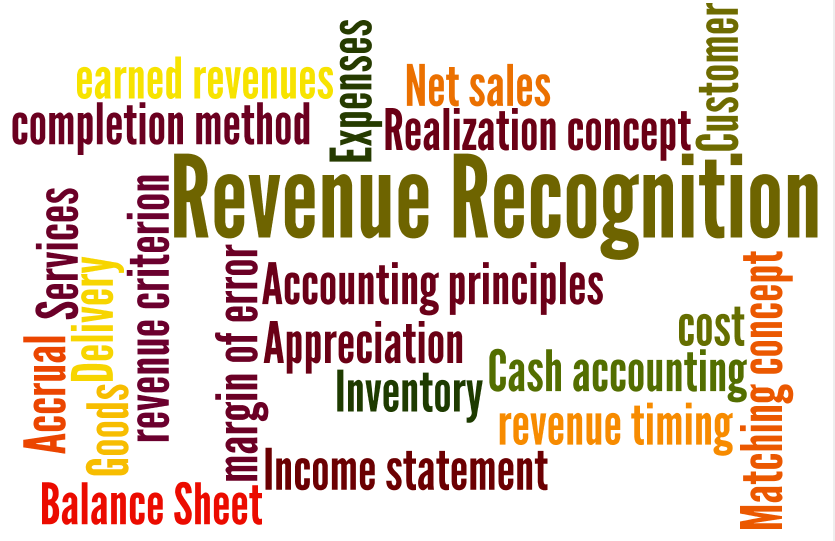 Customer
Expenses
earned revenues
Net sales
completion method
Realization concept
Revenue Recognition
Services
revenue criterion
Delivery
margin of error
Accounting principles
Matching concept
cost
Appreciation
Accrual
Cash accounting
Inventory
Goods
revenue timing
Income statement
Balance Sheet